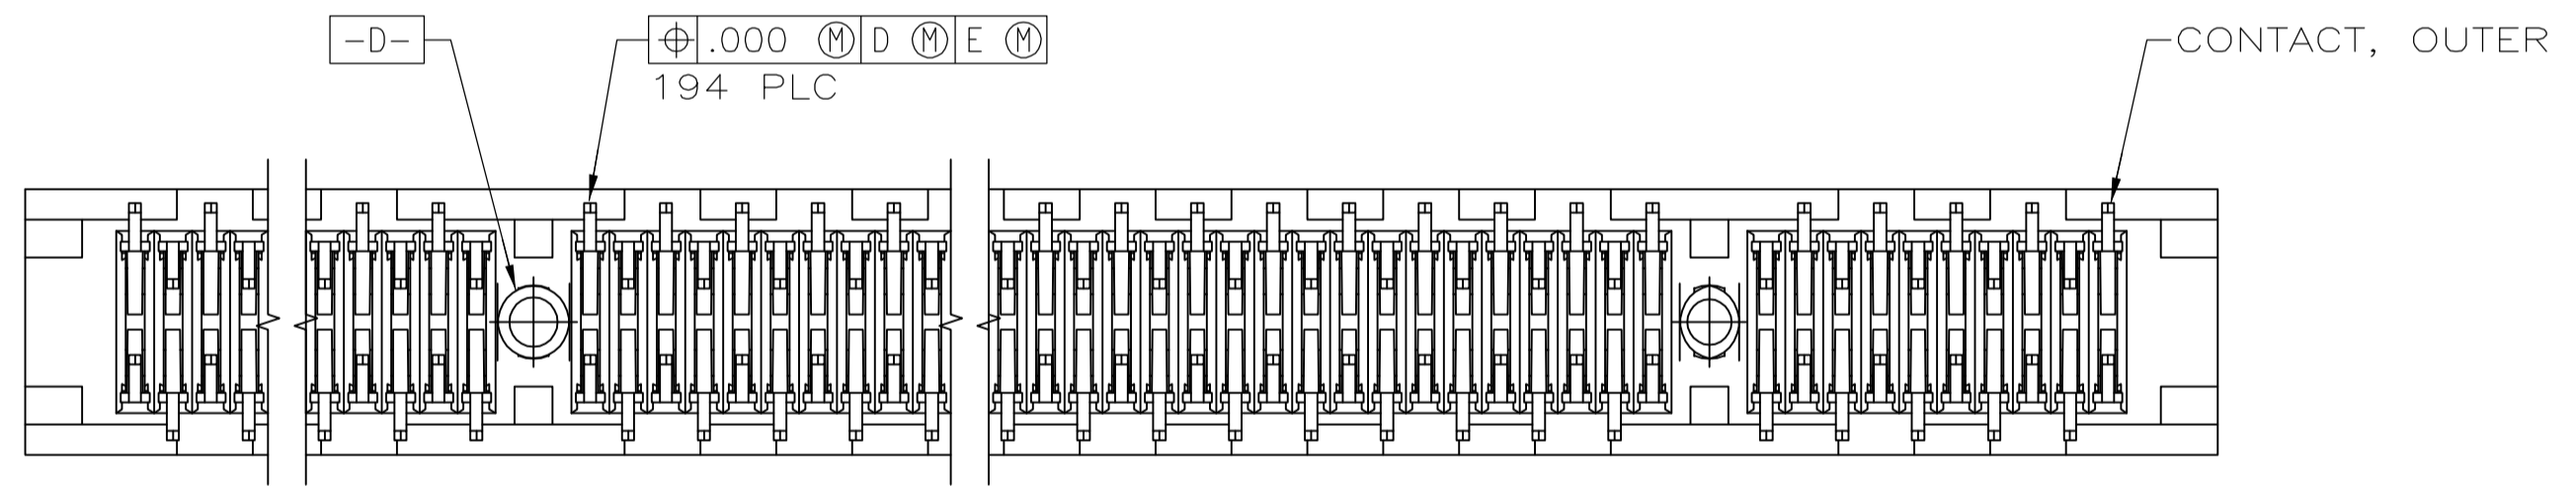 -D-
⌖ .000 Ⓜ D Ⓜ E Ⓜ
194 PLC
CONTACT, OUTER